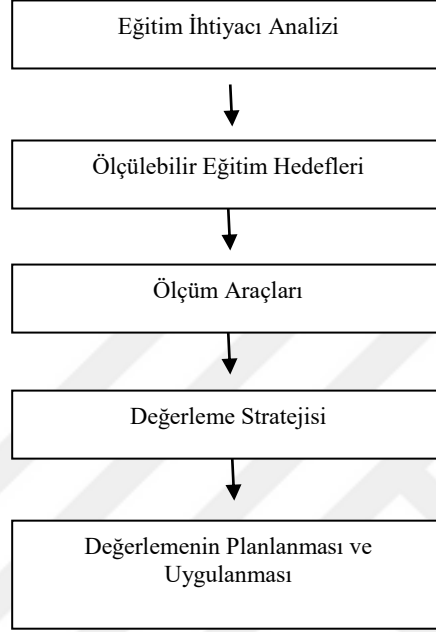 Eğitim İhtiyacı Analizi
Ölçülebilir Eğitim Hedefleri
Ölçüm Araçları
Değerleme Stratejisi
Değerlemenin Planlanması ve
Uygulanması